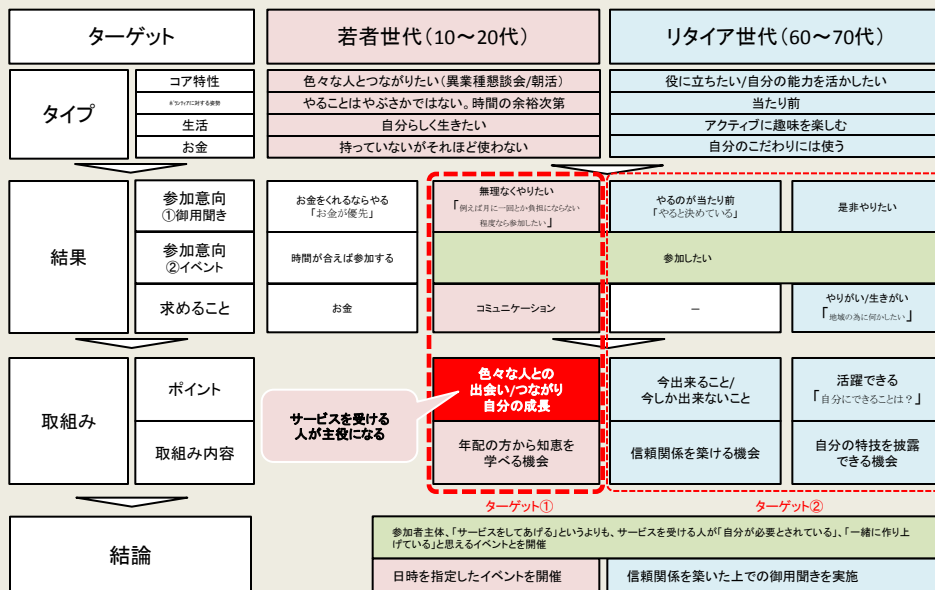 ターゲット
若者世代（10～20代）
リタイア世代（60～70代）
タイプ
コア特性
色々な人とつながりたい（異業種懇談会/朝活）
役に立ちたい/自分の能力を活かしたい
ボランティアに対する姿勢
やることはやぶさかではない。時間の余裕次第
当たり前
生活
自分らしく生きたい
アクティブに趣味を楽しむ
お金
持っていないがそれほど使わない
自分のこだわりには使う
結果
参加意向
①御用聞き
お金をくれるならやる
「お金が優先」
無理なくやりたい
「例えば月に一回とか負担にならない
程度なら参加したい」
やるのが当たり前
「やると決めている」
是非やりたい
参加意向
②イベント
時間が合えば参加する
参加したい
求めること
お金
コミュニケーション
－
やりがい/生きがい
「地域の為に何かしたい」
取組み
ポイント
サービスを受ける
人が主役になる
色々な人との
出会い/つながり
自分の成長
今出来ること/
今しか出来ないこと
活躍できる
「自分にできることは？」
取組み内容
年配の方から知恵を
学べる機会
信頼関係を築ける機会
自分の特技を披露
できる機会
ターゲット①
ターゲット②
結論
参加者主体、「サービスをしてあげる」というよりも、サービスを受ける人が「自分が必要とされている」、「一緒に作り上
げている」と思えるイベントとを開催
日時を指定したイベントを開催
信頼関係を築いた上での御用聞きを実施